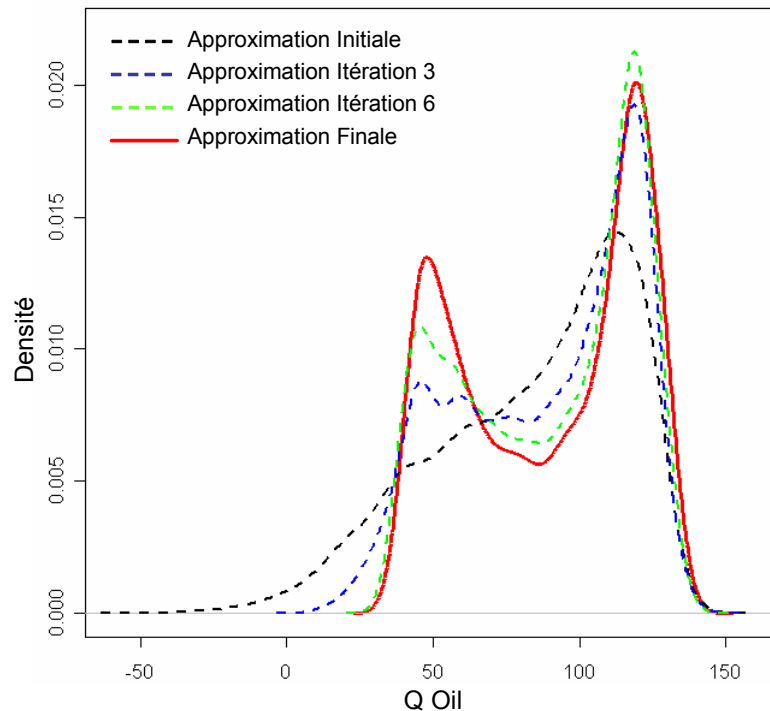 Approximation Initiale
Approximation Itération 3
Approximation Itération 6
Approximation Finale
Densité
0.020
0.015
0.010
0.005
0.000
-50
0
50
100
150
Q Oil